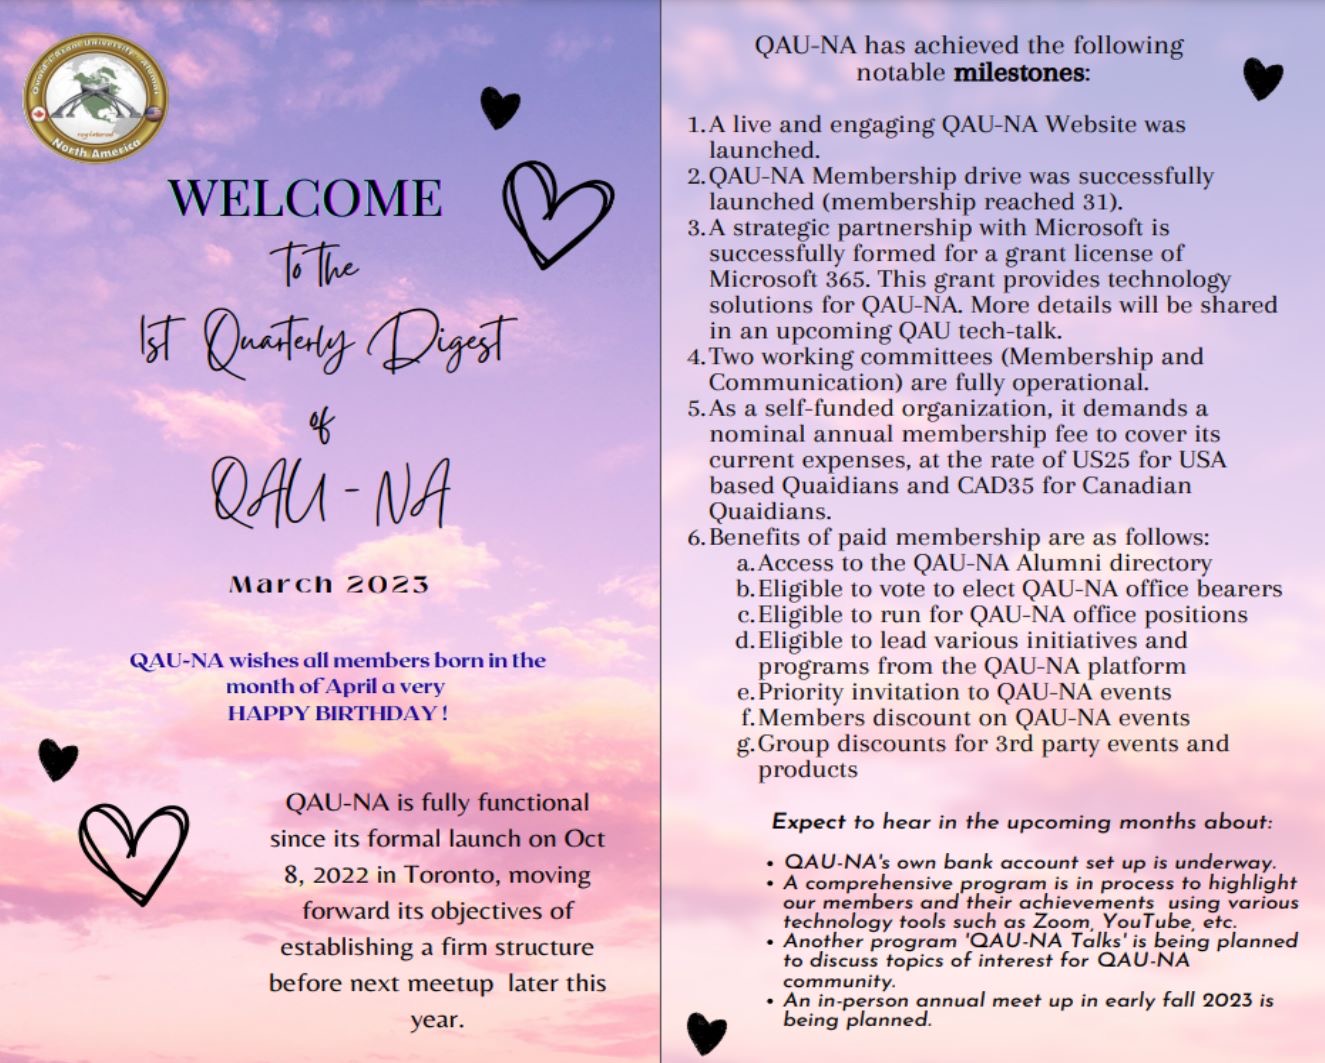 Quaid-i-Azam University Alumni
registered
North America
WELCOME
to the
1st Quarterly Digest
of
QAU - NA
March 2023
QAU-NA wishes all members born in the
month of April a very
HAPPY BIRTHDAY !
QAU-NA is fully functional
since its formal launch on Oct
8, 2022 in Toronto, moving
forward its objectives of
establishing a firm structure
before next meetup later this
year.
QAU-NA has achieved the following
notable milestones:
1. A live and engaging QAU-NA Website was
launched.
2. QAU-NA Membership drive was successfully
launched (membership reached 31).
3. A strategic partnership with Microsoft is
successfully formed for a grant license of
Microsoft 365. This grant provides technology
solutions for QAU-NA. More details will be shared
in an upcoming QAU tech-talk.
4. Two working committees (Membership and
Communication) are fully operational.
5. As a self-funded organization, it demands a
nominal annual membership fee to cover its
current expenses, at the rate of US25 for USA
based Quaidians and CAD35 for Canadian
Quaidians.
6. Benefits of paid membership are as follows:
a. Access to the QAU-NA Alumni directory
b. Eligible to vote to elect QAU-NA office bearers
c. Eligible to run for QAU-NA office positions
d. Eligible to lead various initiatives and
programs from the QAU-NA platform
e. Priority invitation to QAU-NA events
f. Members discount on QAU-NA events
g. Group discounts for 3rd party events and
products
Expect to hear in the upcoming months about:
• QAU-NA's own bank account set up is underway.
• A comprehensive program is in process to highlight
our members and their achievements using various
technology tools such as Zoom, YouTube, etc.
• Another program 'QAU-NA Talks' is being planned
to discuss topics of interest for QAU-NA
community.
• An in-person annual meet up in early fall 2023 is
being planned.